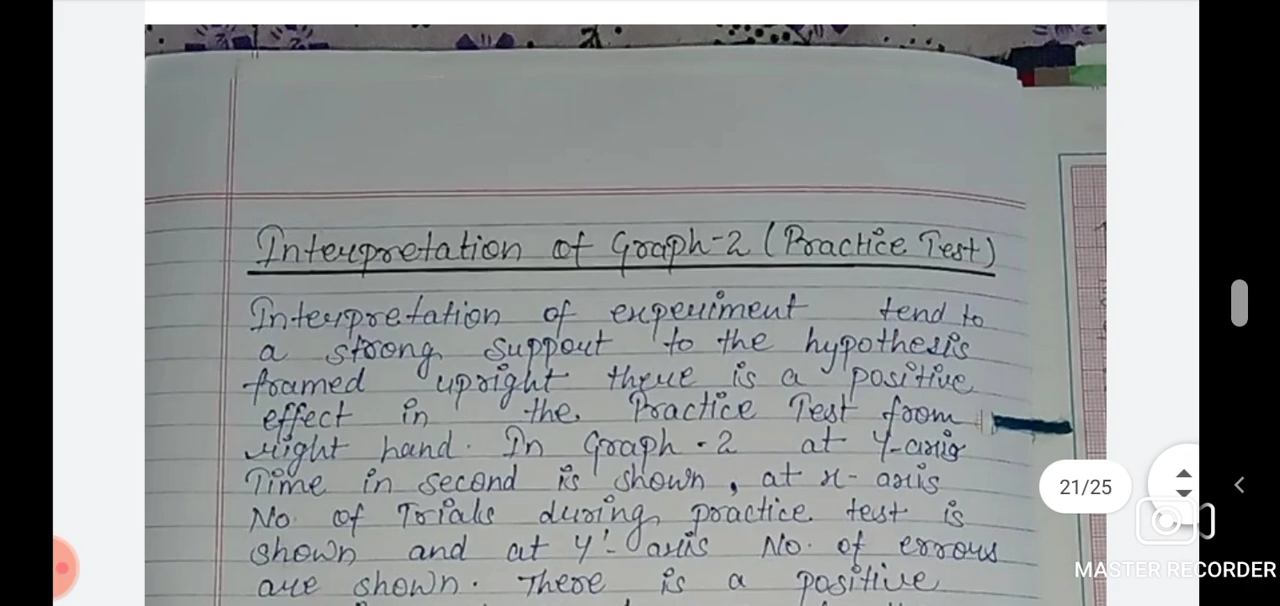 Interpretation of Graph-2 (Practice Test)
Interpretation of experiment tend to
a strong support to the hypothesis
framed upright there is a positive
effect in the Practice Test from
right hand. In Graph-2 at Y-axis
Time in second is shown, at x-axis
No. of Trials during practice test is
shown and at Y'-axis No. of errors
are shown. There is a positive
21/25
MASTER RECORDER